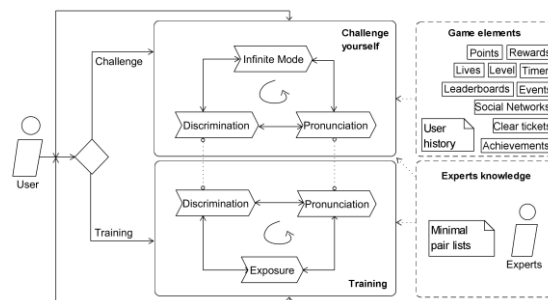 Challenge
yourself
Challenge
Infinite Mode
Discrimination
Pronunciation
User
Discrimination
Pronunciation
Training
Exposure
Training
Game elements
Points
Rewards
Lives
Level
Timer
Leaderboards
Events
Social Networks
User
history
Clear tickets
Achievements
Experts knowledge
Minimal
pair lists
Experts